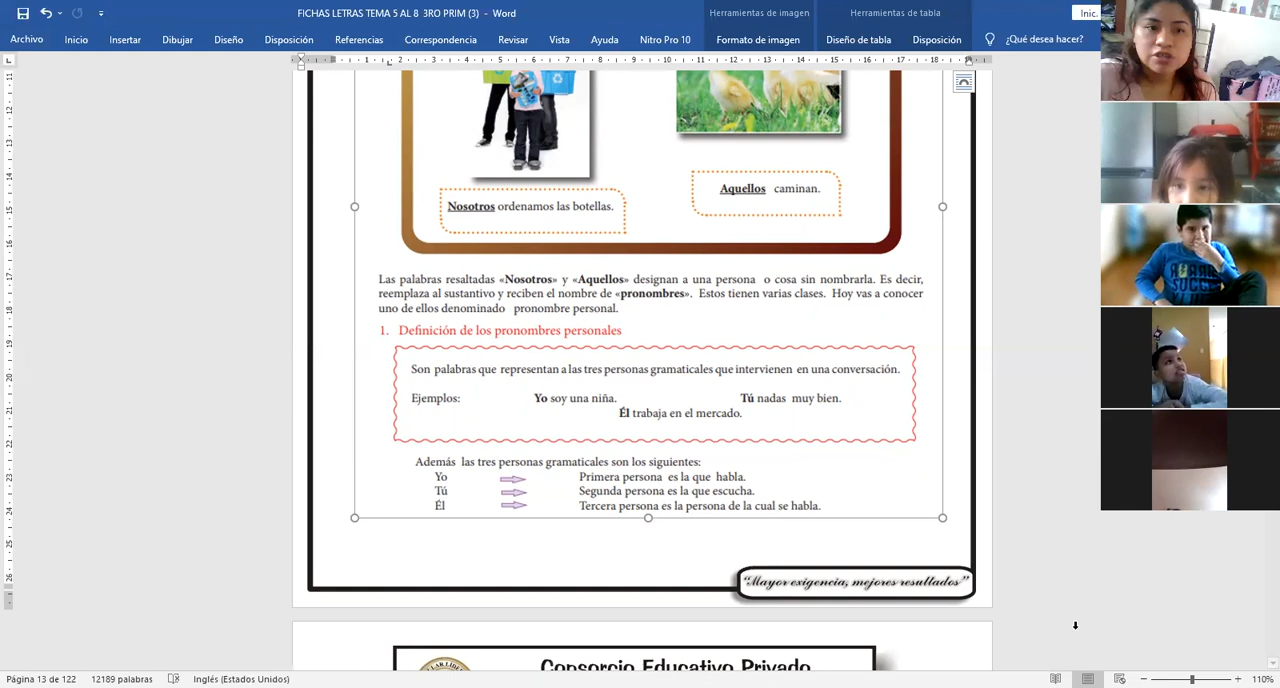 FICHAS LETRAS TEMA 5 AL 8 3RO PRIM (3) - Word
Herramientas de imagen
Herramientas de tabla
Inic.
Archivo Inicio Insertar Dibujar Diseño Disposición Referencias Correspondencia Revisar Vista Ayuda Nitro Pro 10 Formato de imagen Diseño de tabla Disposición ¿Qué desea hacer?
Nosotros ordenamos las botellas.
Aquellos caminan.
Las palabras resaltadas «Nosotros» y «Aquellos» designan a una persona o cosa sin nombrarla. Es decir,
reemplaza al sustantivo y reciben el nombre de «pronombres». Estos tienen varias clases. Hoy vas a conocer
uno de ellos denominado pronombre personal.
1. Definición de los pronombres personales
Son palabras que representan a las tres personas gramaticales que intervienen en una conversación.
Ejemplos: Yo soy una niña. Tú nadas muy bien.
Él trabaja en el mercado.
Además las tres personas gramaticales son los siguientes:
Yo Primera persona es la que habla.
Tú Segunda persona es la que escucha.
Él Tercera persona es la persona de la cual se habla.
"Mayor exigencia, mejores resultados"
Consorcio Educativo Privado
Página 13 de 122 12189 palabras Inglés (Estados Unidos) 110%